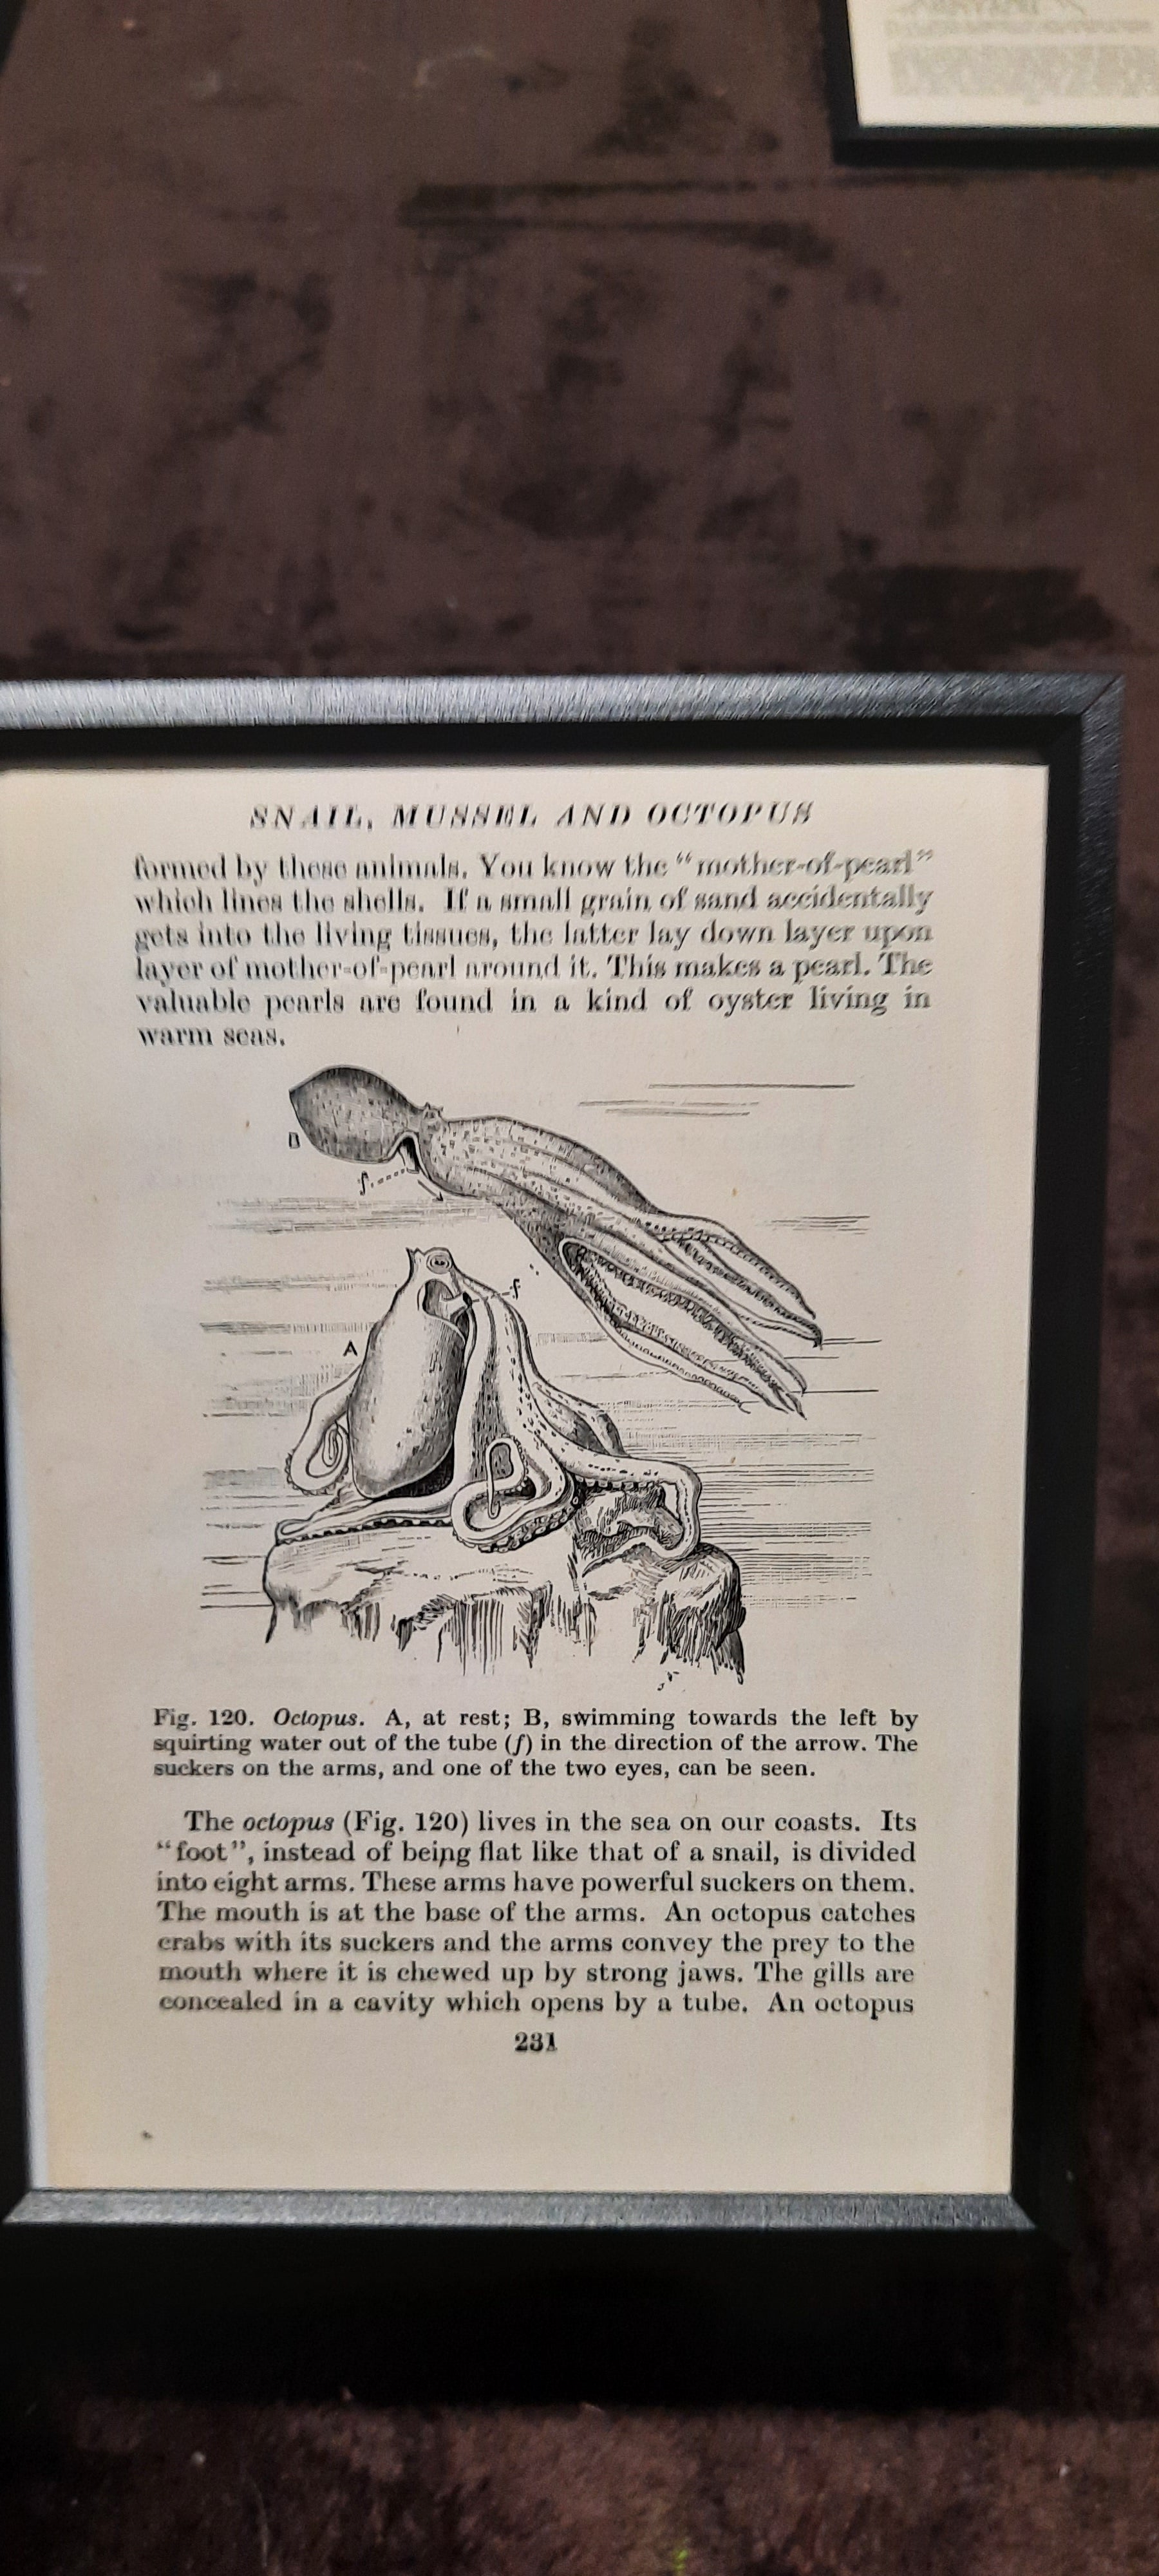 SNAIL, MUSSEL AND OCTOPUS
formed by these animals. You know the “mother-of-pearl”
which lines the shells. If a small grain of sand accidentally
gets into the living tissues, the latter lay down layer upon
layer of mother-of-pearl around it. This makes a pearl. The
valuable pearls are found in a kind of oyster living in
warm seas.
B
f
f
A
Fig. 120. Octopus. A, at rest; B, swimming towards the left by
squirting water out of the tube (f) in the direction of the arrow. The
suckers on the arms, and one of the two eyes, can be seen.
The octopus (Fig. 120) lives in the sea on our coasts. Its
“foot”, instead of being flat like that of a snail, is divided
into eight arms. These arms have powerful suckers on them.
The mouth is at the base of the arms. An octopus catches
crabs with its suckers and the arms convey the prey to the
mouth where it is chewed up by strong jaws. The gills are
concealed in a cavity which opens by a tube. An octopus
231